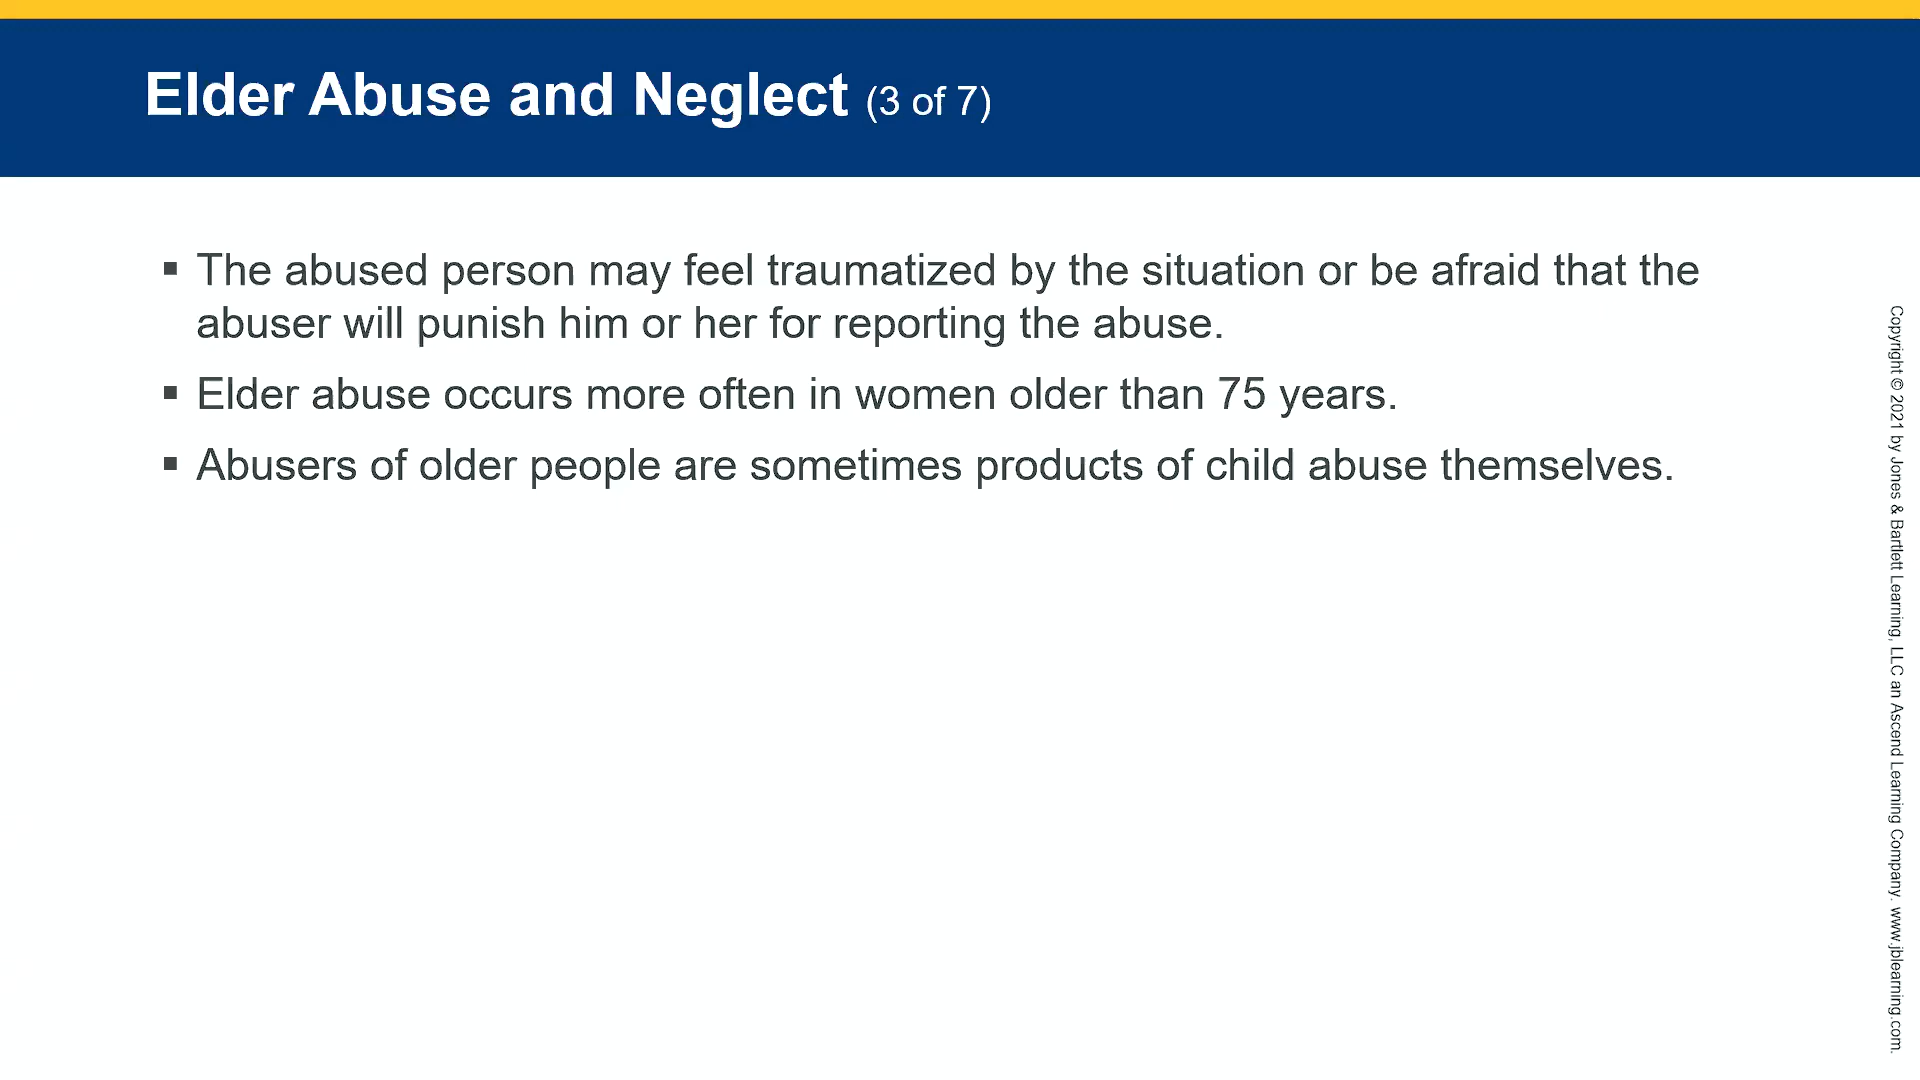 Elder Abuse and Neglect (3 of 7)
▪ The abused person may feel traumatized by the situation or be afraid that the
abuser will punish him or her for reporting the abuse.
▪ Elder abuse occurs more often in women older than 75 years.
▪ Abusers of older people are sometimes products of child abuse themselves.
Copyright © 2021 by Jones & Bartlett Learning, LLC an Ascend Learning Company. www.jblearning.com.